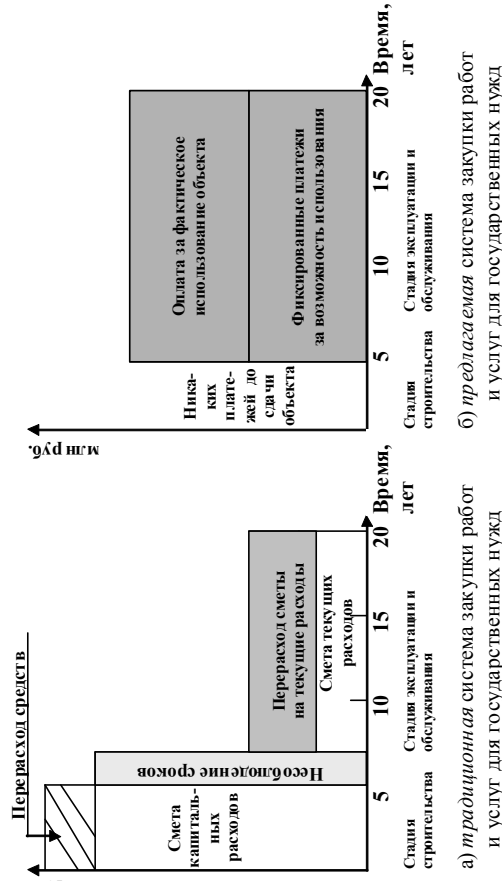 Перерасход средств
Смета
капиталь-
ных
расходов
Несоблюдение сроков
Перерасход сметы
на текущие расходы
Смета текущих
расходов
5
10
15
20
Время,
лет
Стадия
строительства
Стадия эксплуатации и
обслуживания
а) традиционная система закупки работ
и услуг для государственных нужд
млн руб.
Ника-
ких
плате-
жей до
сдачи
объекта
Оплата за фактическое
использование объекта
Фиксированные платежи
за возможность использования
5
10
15
20
Время,
лет
Стадия
строительства
Стадия эксплуатации и
обслуживания
б) предлагаемая система закупки работ
и услуг для государственных нужд